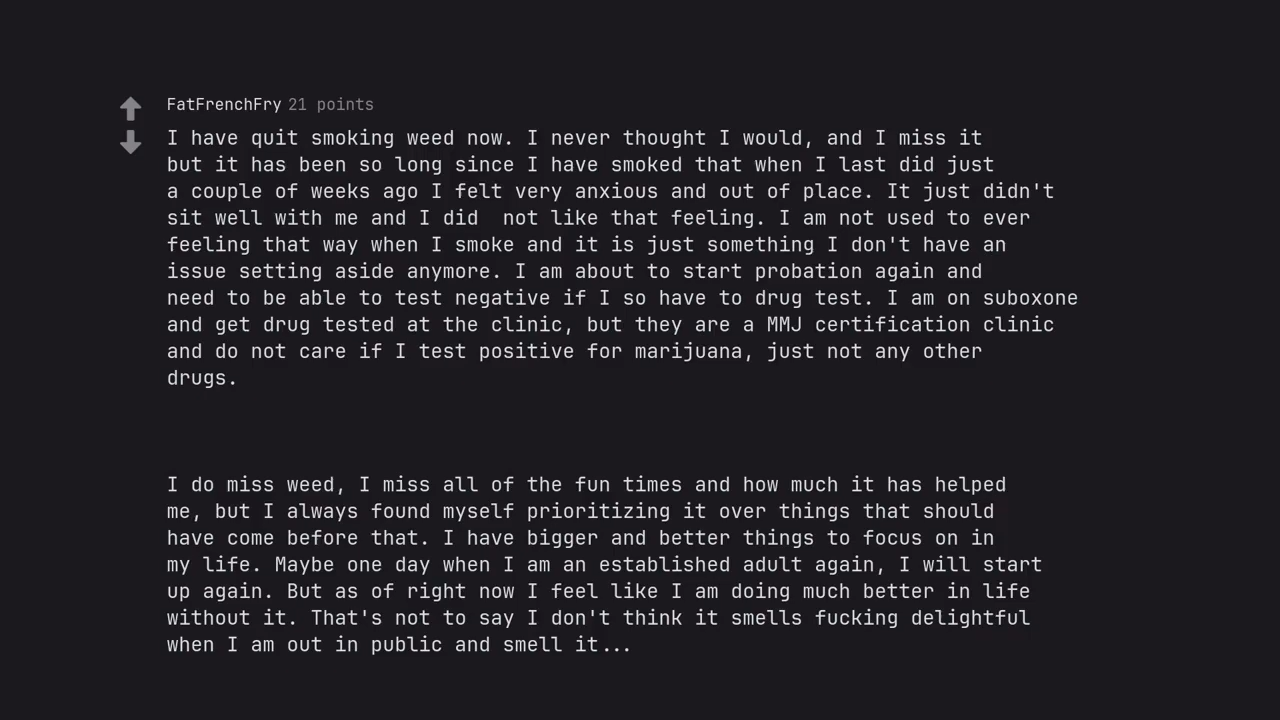 FatFrenchFry 21 points
I have quit smoking weed now. I never thought I would, and I miss it
but it has been so long since I have smoked that when I last did just
a couple of weeks ago I felt very anxious and out of place. It just didn't
sit well with me and I did  not like that feeling. I am not used to ever
feeling that way when I smoke and it is just something I don't have an
issue setting aside anymore. I am about to start probation again and
need to be able to test negative if I so have to drug test. I am on suboxone
and get drug tested at the clinic, but they are a MMJ certification clinic
and do not care if I test positive for marijuana, just not any other
drugs.
I do miss weed, I miss all of the fun times and how much it has helped
me, but I always found myself prioritizing it over things that should
have come before that. I have bigger and better things to focus on in
my life. Maybe one day when I am an established adult again, I will start
up again. But as of right now I feel like I am doing much better in life
without it. That's not to say I don't think it smells fucking delightful
when I am out in public and smell it...